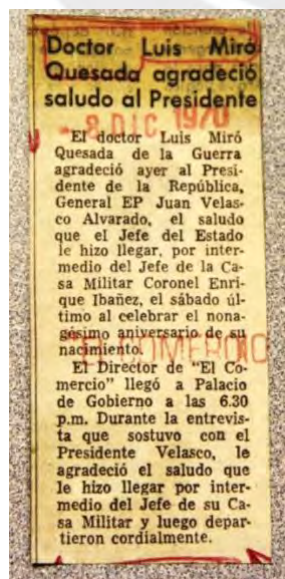 Doctor Luis Miró
Quesada agradeció
saludo al Presidente
- 8 DIC 1970
El doctor Luis Miró
Quesada de la Guerra
agradeció ayer al Presi-
dente de la República,
General EP Juan Velas-
co Alvarado, el saludo
que el Jefe del Estado
le hizo llegar, por inter-
medio del Jefe de la Ca-
sa Militar Coronel Enri-
que Ibañez, el sábado úl-
timo al celebrar el nona-
gésimo aniversario de su
nacimiento.
EL COMERCIO
El Director de "El Co-
mercio" llegó a Palacio
de Gobierno a las 6.30
p.m. Durante la entrevis-
ta que sostuvo con el
Presidente Velasco, le
agradeció el saludo que
le hizo llegar por inter-
medio del Jefe de su Ca-
sa Militar y luego depar-
tieron cordialmente.